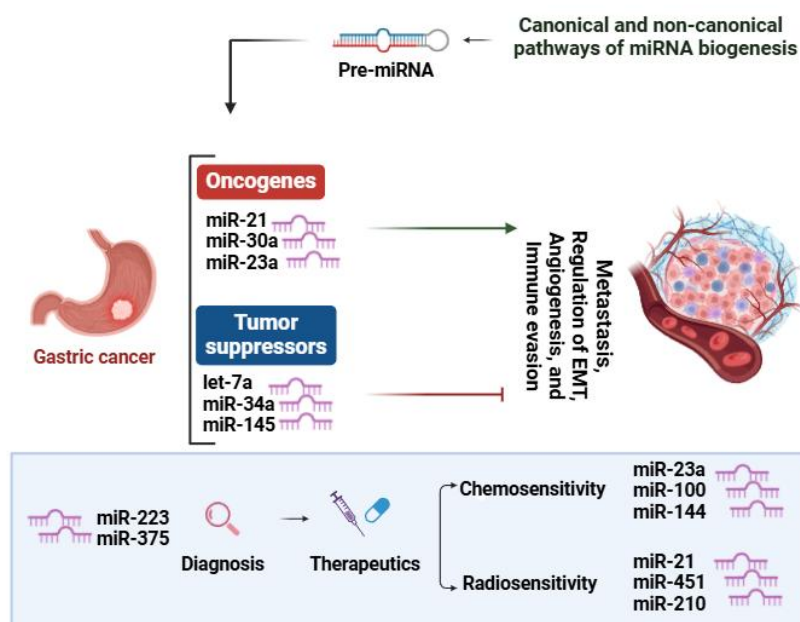 Canonical and non-canonical
pathways of miRNA biogenesis
Pre-miRNA
Oncogenes
miR-21
miR-30a
miR-23a
Gastric cancer
Tumor
suppressors
let-7a
miR-34a
miR-145
Metastasis,
Regulation of EMT,
Angiogenesis, and
Immune evasion
miR-223
miR-375
Diagnosis
Therapeutics
Chemosensitivity
miR-23a
miR-100
miR-144
Radiosensitivity
miR-21
miR-451
miR-210